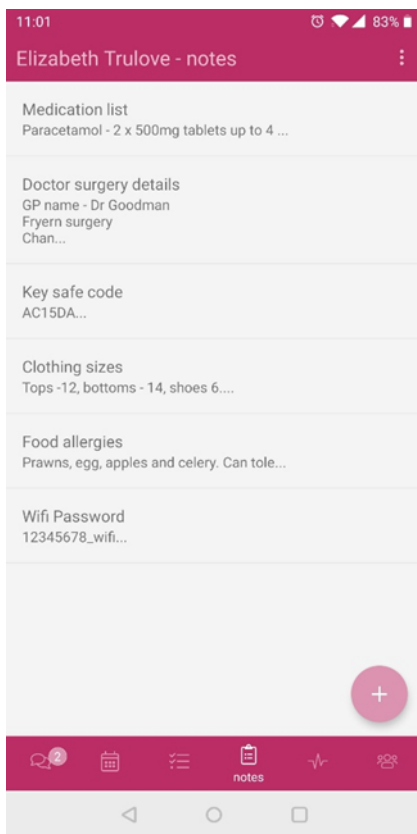 11:01
83%
Elizabeth Trulove - notes
Medication list
Paracetamol - 2 x 500mg tablets up to 4 ...
Doctor surgery details
GP name - Dr Goodman
Fryern surgery
Chan...
Key safe code
AC15DA...
Clothing sizes
Tops -12, bottoms - 14, shoes 6....
Food allergies
Prawns, egg, apples and celery. Can tole...
Wifi Password
12345678_wifi...
+
2
notes